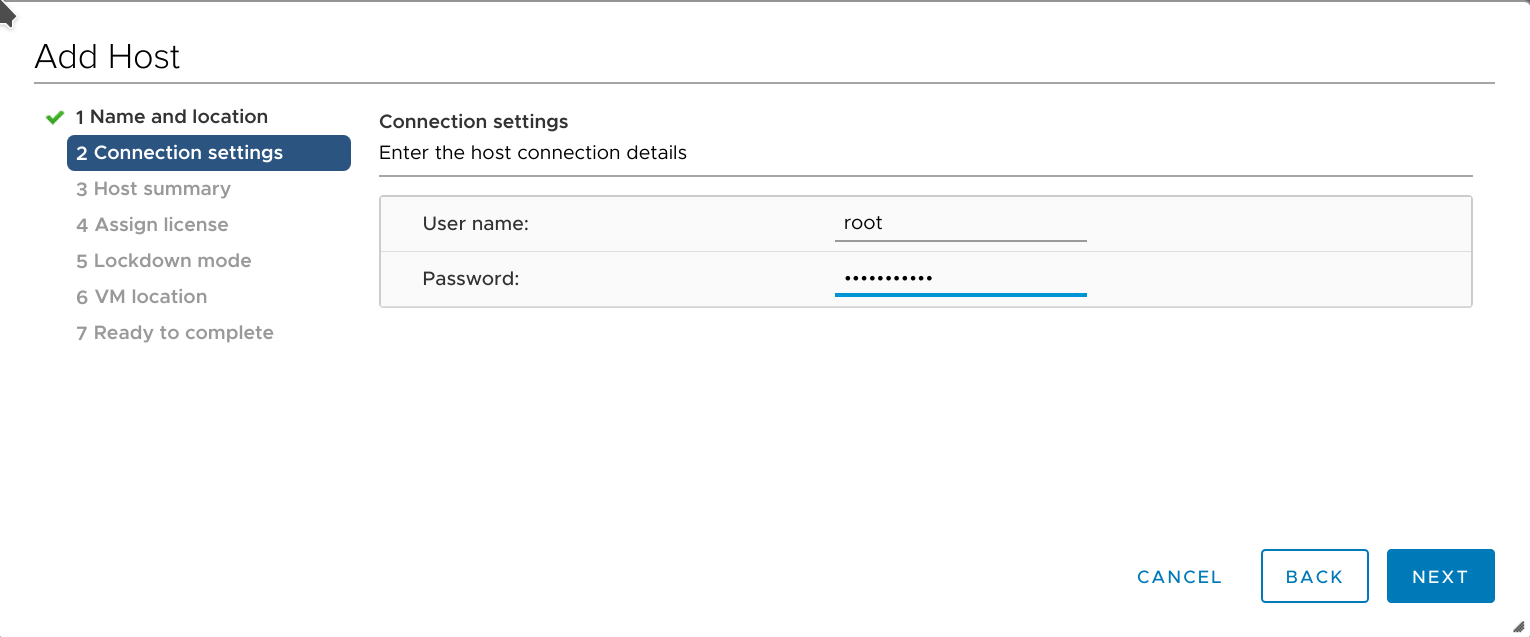 Add Host
1 Name and location
2 Connection settings
3 Host summary
4 Assign license
5 Lockdown mode
6 VM location
7 Ready to complete
Connection settings
Enter the host connection details
User name: root
Password: •••••••••••
CANCEL BACK NEXT